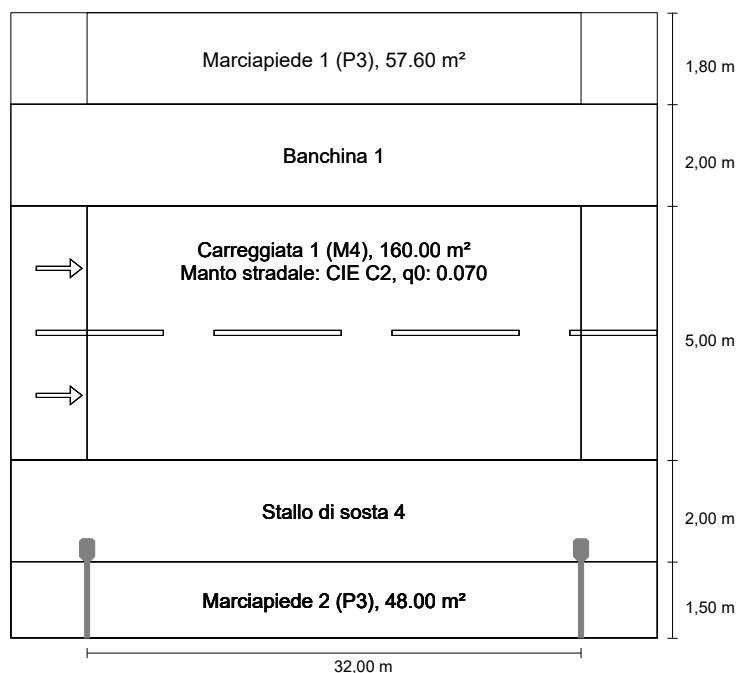 Marciapiede 1 (P3), 57.60 m²
1,80 m
Banchina 1
2,00 m
Carreggiata 1 (M4), 160.00 m²
Manto stradale: CIE C2, q0: 0.070
5,00 m
Stallo di sosta 4
2,00 m
Marciapiede 2 (P3), 48.00 m²
1,50 m
32,00 m